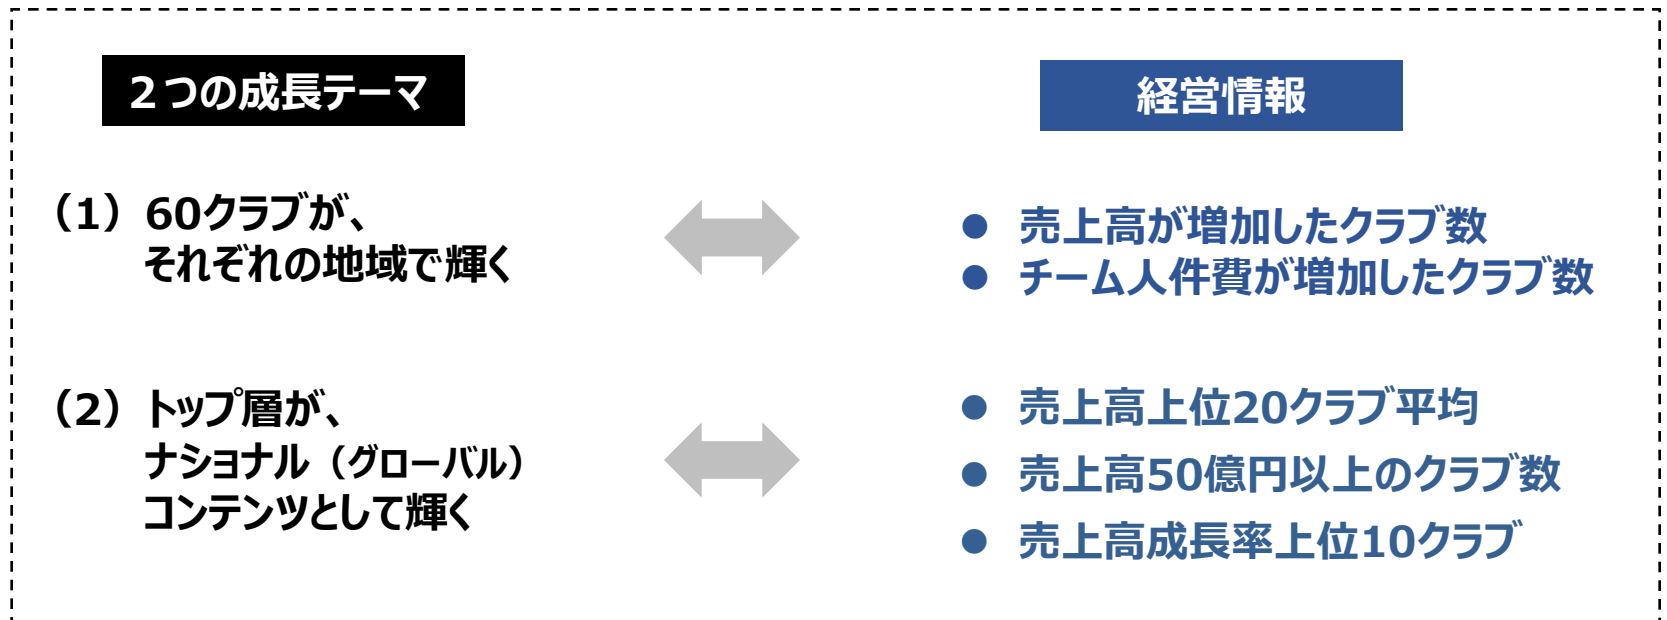 ２つの成長テーマ
経営情報
（1）60クラブが、
それぞれの地域で輝く
● 売上高が増加したクラブ数
● チーム人件費が増加したクラブ数
（2）トップ層が、
ナショナル（グローバル）
コンテンツとして輝く
● 売上高上位20クラブ平均
● 売上高50億円以上のクラブ数
● 売上高成長率上位10クラブ